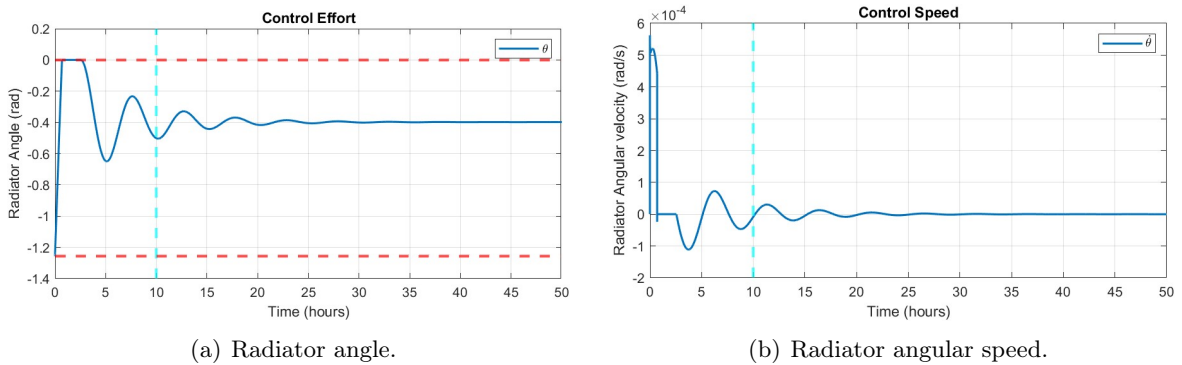 Control Effort
0.2
0
-0.2
-0.4
-0.6
-0.8
-1
-1.2
-1.4
Radiator Angle (rad)
θ
0 5 10 15 20 25 30 35 40 45 50
Time (hours)
(a) Radiator angle.
Control Speed
×10⁻⁴
6
5
4
3
2
1
0
-1
-2
Radiator Angular velocity (rad/s)
θ̇
0 5 10 15 20 25 30 35 40 45 50
Time (hours)
(b) Radiator angular speed.